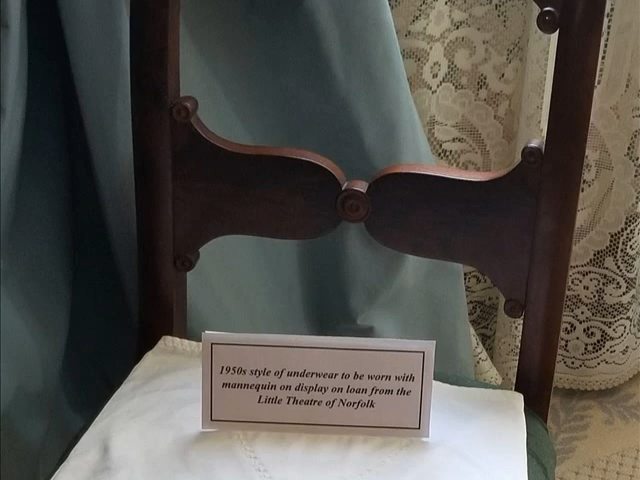 1950s style of underwear to be worn with
mannequin on display on loan from the
Little Theatre of Norfolk